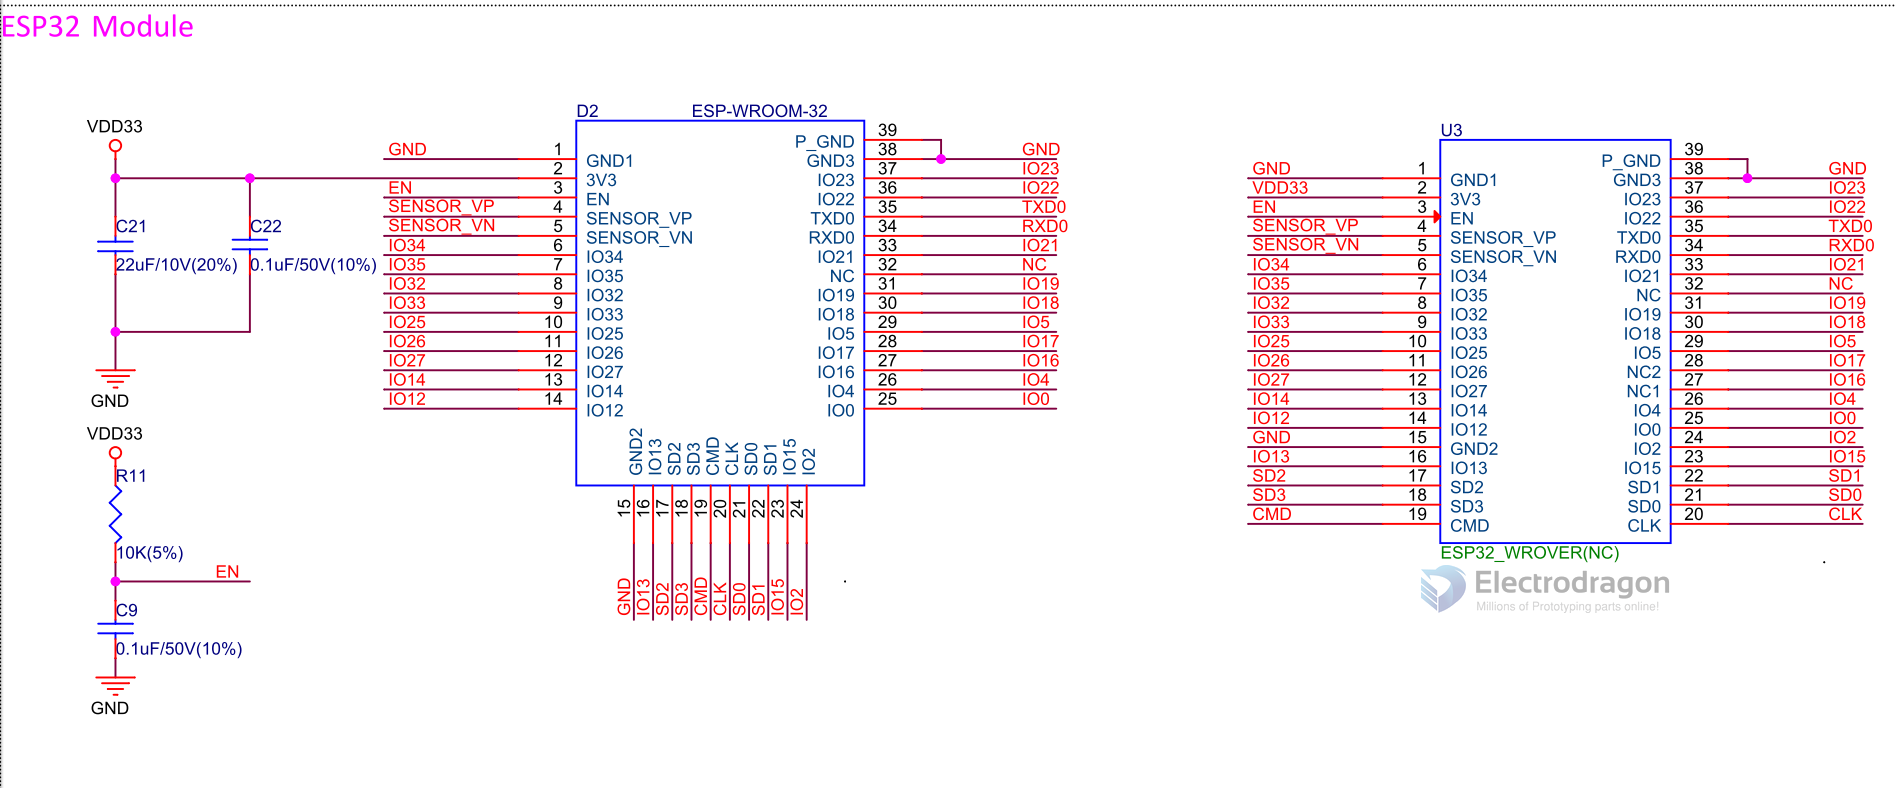 ESP32 Module
VDD33
C21
22uF/10V(20%)
C22
0.1uF/50V(10%)
GND
VDD33
R11
10K(5%)
EN
C9
0.1uF/50V(10%)
GND
D2 ESP-WROOM-32
GND 1 GND1
2 3V3
EN 3 EN
SENSOR_VP 4 SENSOR_VP
SENSOR_VN 5 SENSOR_VN
IO34 6 IO34
IO35 7 IO35
IO32 8 IO32
IO33 9 IO33
IO25 10 IO25
IO26 11 IO26
IO27 12 IO27
IO14 13 IO14
IO12 14 IO12
P_GND 39
GND3 38 GND
IO23 37 IO23
IO22 36 IO22
TXD0 35 TXD0
RXD0 34 RXD0
IO21 33 IO21
NC 32 NC
IO19 31 IO19
IO18 30 IO18
IO5 29 IO5
IO17 28 IO17
IO16 27 IO16
IO4 26 IO4
IO0 25 IO0
GND2 15 GND
IO13 16 IO13
SD2 17 SD2
SD3 18 SD3
CMD 19 CMD
CLK 20 CLK
SD0 21 SD0
SD1 22 SD1
IO15 23 IO15
IO2 24 IO2
U3
GND 1 GND1
VDD33 2 3V3
EN 3 EN
SENSOR_VP 4 SENSOR_VP
SENSOR_VN 5 SENSOR_VN
IO34 6 IO34
IO35 7 IO35
IO32 8 IO32
IO33 9 IO33
IO25 10 IO25
IO26 11 IO26
IO27 12 IO27
IO14 13 IO14
IO12 14 IO12
GND 15 GND2
IO13 16 IO13
SD2 17 SD2
SD3 18 SD3
CMD 19 CMD
P_GND 39
GND3 38 GND
IO23 37 IO23
IO22 36 IO22
TXD0 35 TXD0
RXD0 34 RXD0
IO21 33 IO21
NC 32 NC
IO19 31 IO19
IO18 30 IO18
IO5 29 IO5
NC2 28 IO17
NC1 27 IO16
IO4 26 IO4
IO0 25 IO0
IO2 24 IO2
IO15 23 IO15
SD1 22 SD1
SD0 21 SD0
CLK 20 CLK
ESP32_WROVER(NC)
Electrodragon
Millions of Prototyping parts online!